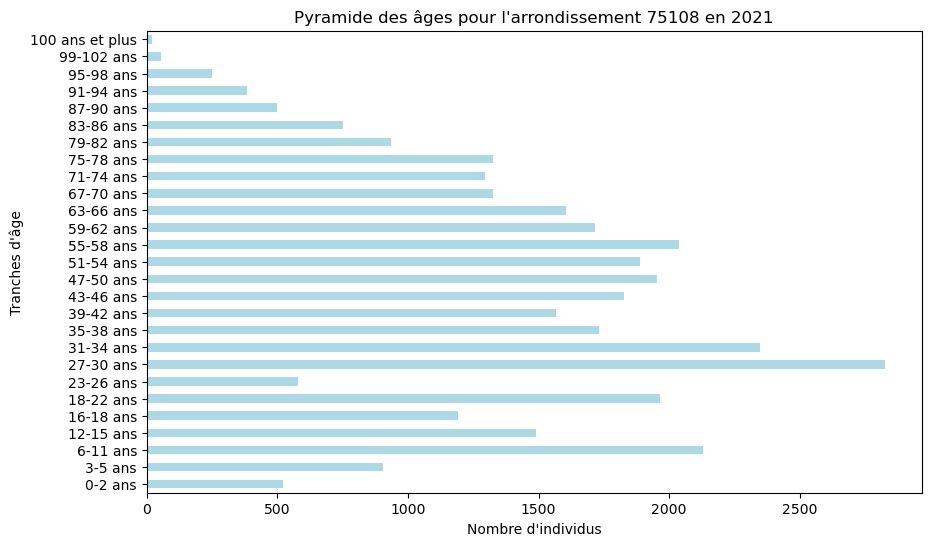 Pyramide des âges pour l'arrondissement 75108 en 2021
100 ans et plus
99-102 ans
95-98 ans
91-94 ans
87-90 ans
83-86 ans
79-82 ans
75-78 ans
71-74 ans
67-70 ans
63-66 ans
59-62 ans
55-58 ans
51-54 ans
47-50 ans
43-46 ans
39-42 ans
35-38 ans
31-34 ans
27-30 ans
23-26 ans
18-22 ans
16-18 ans
12-15 ans
6-11 ans
3-5 ans
0-2 ans
Tranches d'âge
0 500 1000 1500 2000 2500
Nombre d'individus